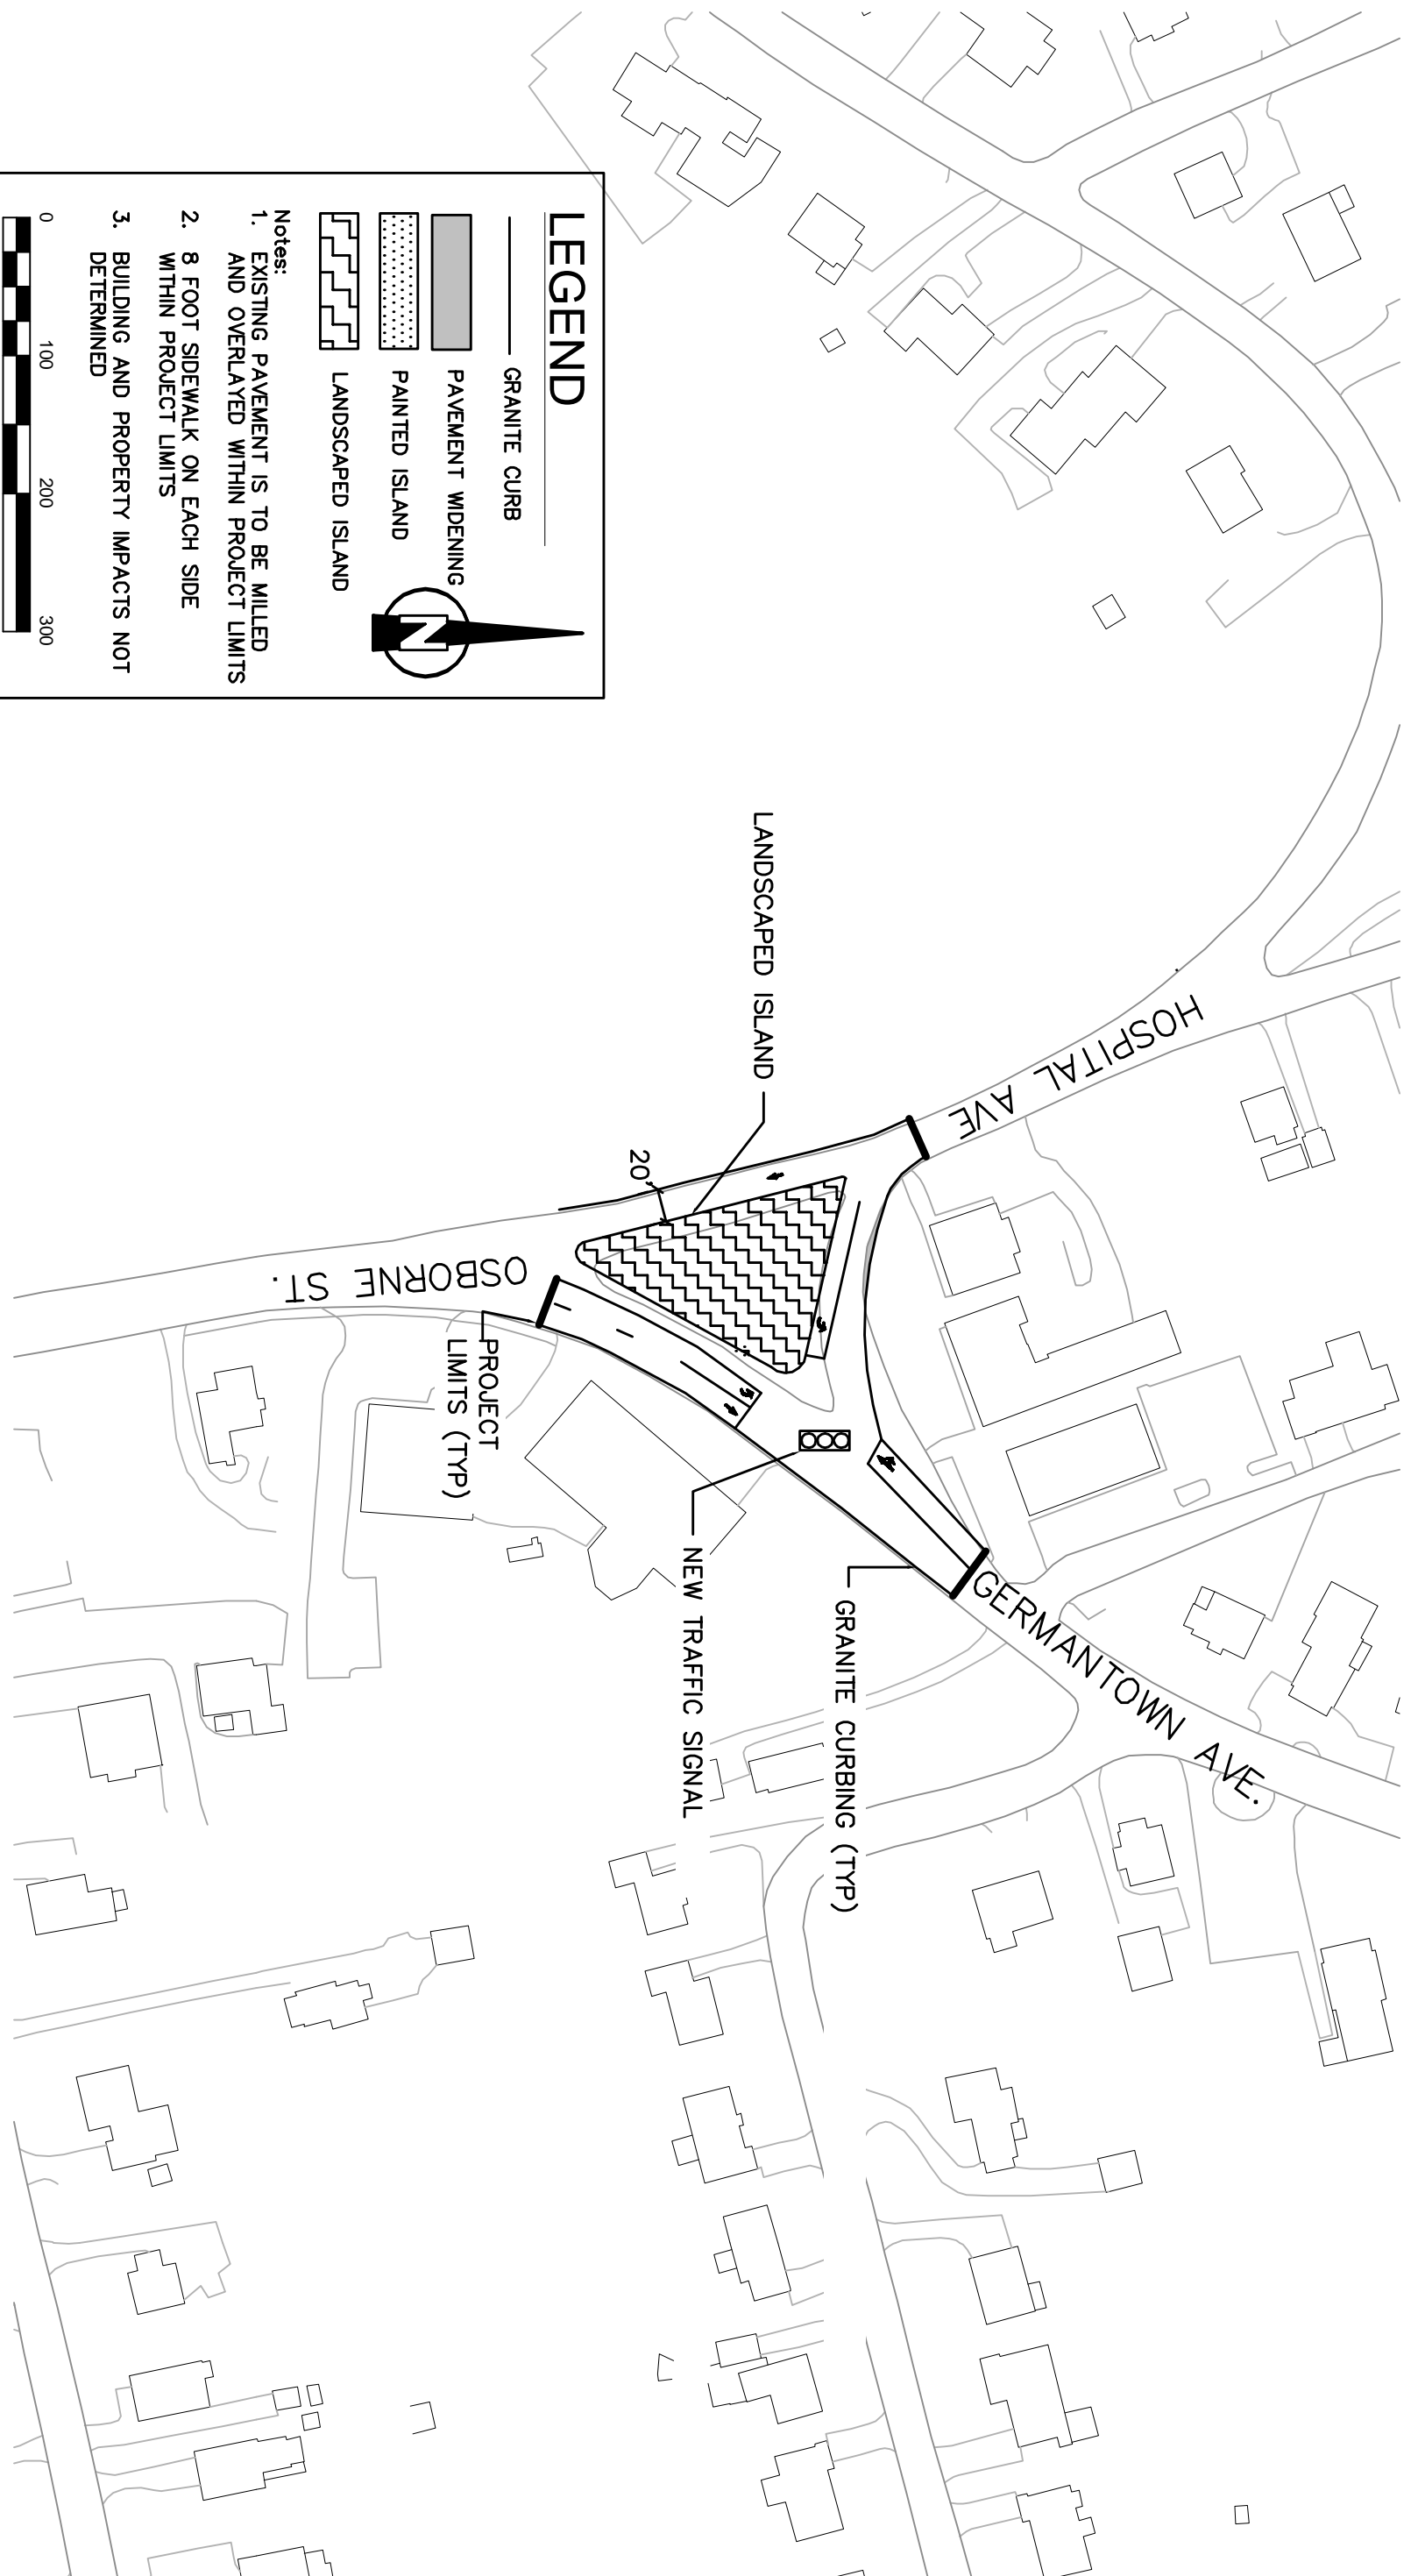 LEGEND
GRANITE CURB
PAVEMENT WIDENING
PAINTED ISLAND
LANDSCAPED ISLAND
N
Notes:
1. EXISTING PAVEMENT IS TO BE MILLED
AND OVERLAYED WITHIN PROJECT LIMITS
2. 8 FOOT SIDEWALK ON EACH SIDE
WITHIN PROJECT LIMITS
3. BUILDING AND PROPERTY IMPACTS NOT
DETERMINED
0 100 200 300
HOSPITAL AVE
LANDSCAPED ISLAND
20'
OSBORNE ST.
PROJECT
LIMITS (TYP)
GERMANTOWN AVE.
GRANITE CURBING (TYP)
NEW TRAFFIC SIGNAL